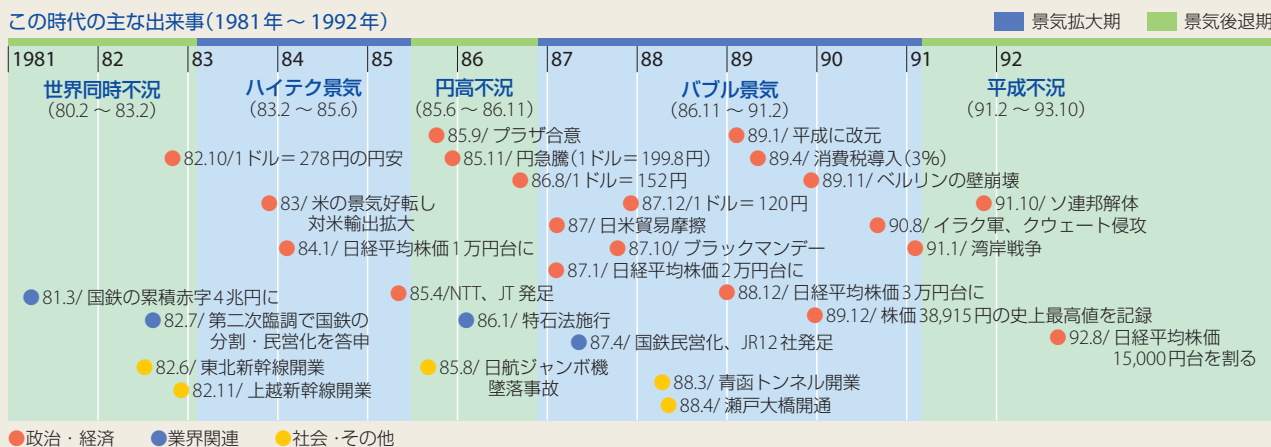 この時代の主な出来事（1981年～1992年）
景気拡大期 景気後退期
1981 82 83 84 85 86 87 88 89 90 91 92
世界同時不況 ハイテク景気 円高不況 バブル景気 平成不況
（80.2～83.2） （83.2～85.6） （85.6～86.11） （86.11～91.2） （91.2～93.10）
85.9/ プラザ合意
89.1/ 平成に改元
82.10/1ドル＝278円の円安
85.11/ 円急騰（1ドル＝199.8円）
89.4/ 消費税導入（3%）
86.8/1ドル＝152円
89.11/ ベルリンの壁崩壊
83/ 米の景気好転し
対米輸出拡大
87.12/1ドル＝120円
91.10/ ソ連邦解体
87/ 日米貿易摩擦
90.8/ イラク軍、クウェート侵攻
84.1/ 日経平均株価1万円台に
87.10/ ブラックマンデー
91.1/ 湾岸戦争
87.1/ 日経平均株価2万円台に
81.3/ 国鉄の累積赤字4兆円に
85.4/NTT、JT発足
88.12/ 日経平均株価3万円台に
82.7/ 第二次臨調で国鉄の
分割・民営化を答申
86.1/ 特石法施行
89.12/ 株価38,915円の史上最高値を記録
87.4/ 国鉄民営化、JR12社発足
92.8/ 日経平均株価
15,000円台を割る
82.6/ 東北新幹線開業
85.8/ 日航ジャンボ機
墜落事故
82.11/ 上越新幹線開業
88.3/ 青函トンネル開業
88.4/ 瀬戸大橋開通
政治・経済 業界関連 社会・その他